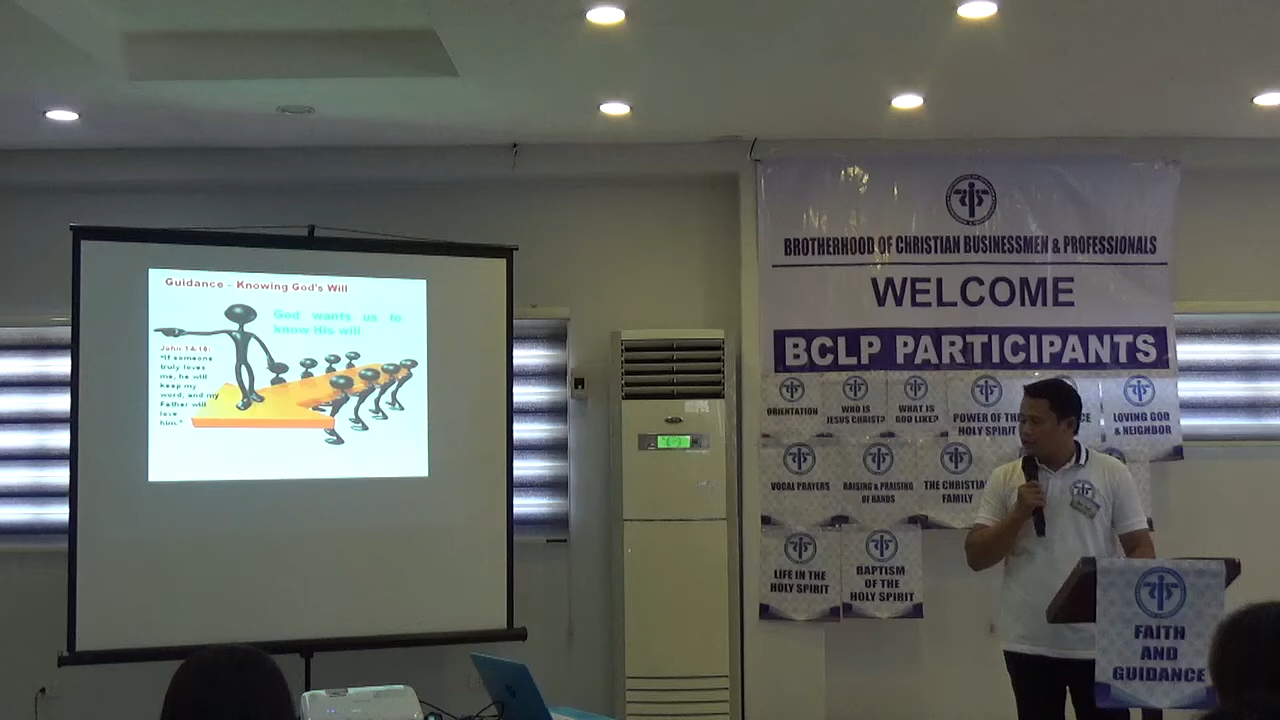 Guidance – Knowing God's Will
God wants us to
know His will
John 14:18:
"If someone
truly loves
me, he will
keep my
word, and my
Father will
love
him."
BROTHERHOOD OF CHRISTIAN BUSINESSMEN & PROFESSIONALS
WELCOME
BCLP PARTICIPANTS
ORIENTATION
WHO IS
JESUS CHRIST?
WHAT IS
GOD LIKE?
POWER OF THE
HOLY SPIRIT
LOVING GOD
& NEIGHBOR
VOCAL PRAYERS
RAISING & PRAISING
OF HANDS
THE CHRISTIAN
FAMILY
LIFE IN THE
HOLY SPIRIT
BAPTISM
OF THE
HOLY SPIRIT
FAITH
AND
GUIDANCE